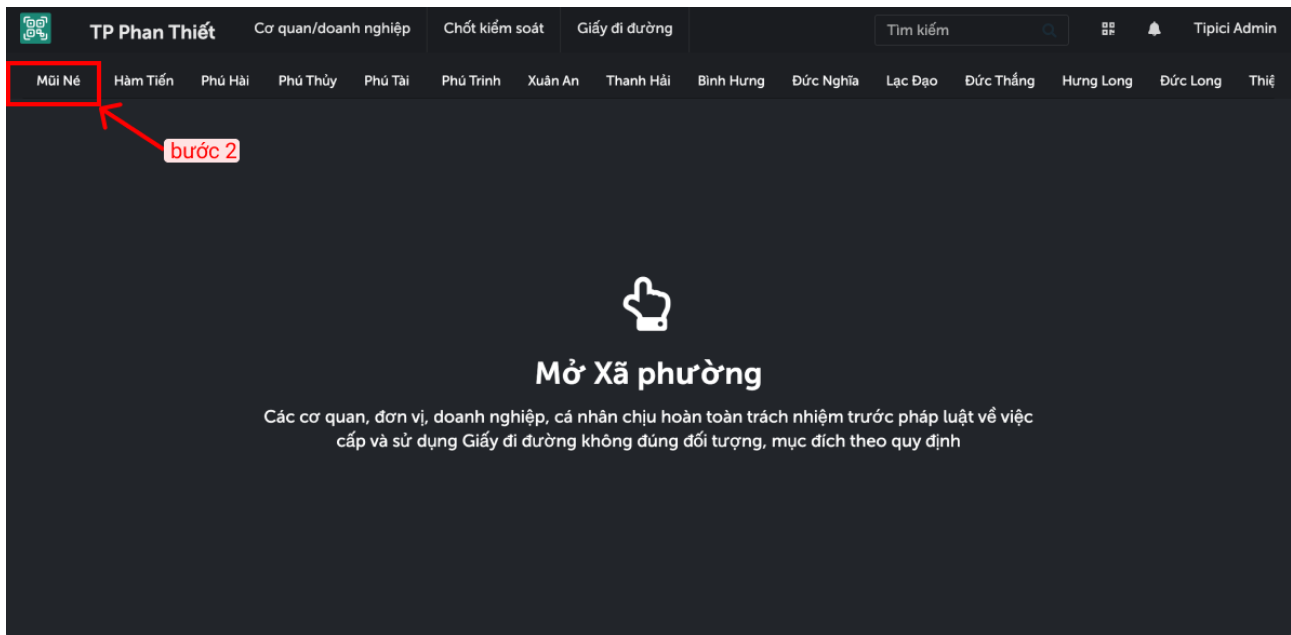 TP Phan Thiết Cơ quan/doanh nghiệp Chốt kiểm soát Giấy đi đường Tìm kiếm Tipici Admin
Mũi Né Hàm Tiến Phú Hài Phú Thủy Phú Tài Phú Trinh Xuân An Thanh Hải Bình Hưng Đức Nghĩa Lạc Đạo Đức Thắng Hưng Long Đức Long Thiệ
bước 2
Mở Xã phường
Các cơ quan, đơn vị, doanh nghiệp, cá nhân chịu hoàn toàn trách nhiệm trước pháp luật về việc
cấp và sử dụng Giấy đi đường không đúng đối tượng, mục đích theo quy định